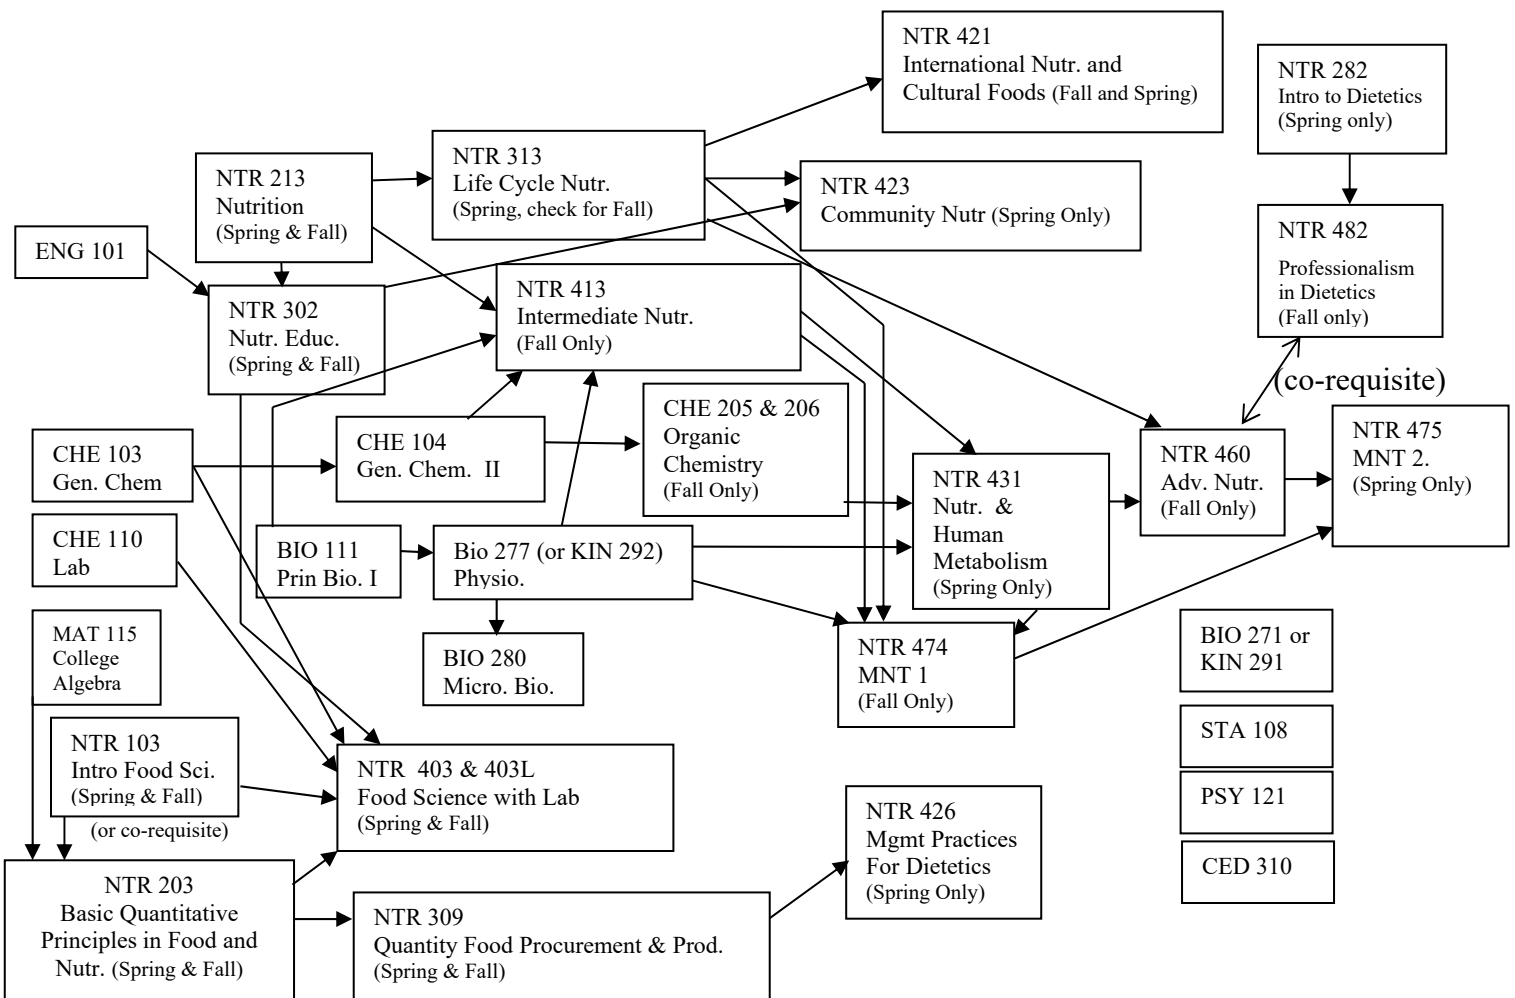 NTR 421
International Nutr. and
Cultural Foods (Fall and Spring)
NTR 282
Intro to Dietetics
(Spring only)
NTR 313
Life Cycle Nutr.
(Spring, check for Fall)
NTR 213
Nutrition
(Spring & Fall)
NTR 423
Community Nutr (Spring Only)
NTR 482
Professionalism
in Dietetics
(Fall only)
ENG 101
NTR 302
Nutr. Educ.
(Spring & Fall)
NTR 413
Intermediate Nutr.
(Fall Only)
(co-requisite)
CHE 205 & 206
Organic
Chemistry
(Fall Only)
NTR 475
MNT 2.
(Spring Only)
CHE 103
Gen. Chem
CHE 104
Gen. Chem.  II
NTR 460
Adv. Nutr.
(Fall Only)
NTR 431
Nutr.  &
Human
Metabolism
(Spring Only)
CHE 110
Lab
BIO 111
Prin Bio. I
Bio 277 (or KIN 292)
Physio.
MAT 115
College
Algebra
BIO 280
Micro. Bio.
NTR 474
MNT 1
(Fall Only)
BIO 271 or
KIN 291
STA 108
PSY 121
CED 310
NTR 103
Intro Food Sci.
(Spring & Fall)
(or co-requisite)
NTR  403 & 403L
Food Science with Lab
(Spring & Fall)
NTR 426
Mgmt Practices
For Dietetics
(Spring Only)
NTR 203
Basic Quantitative
Principles in Food and
Nutr. (Spring & Fall)
NTR 309
Quantity Food Procurement & Prod.
(Spring & Fall)